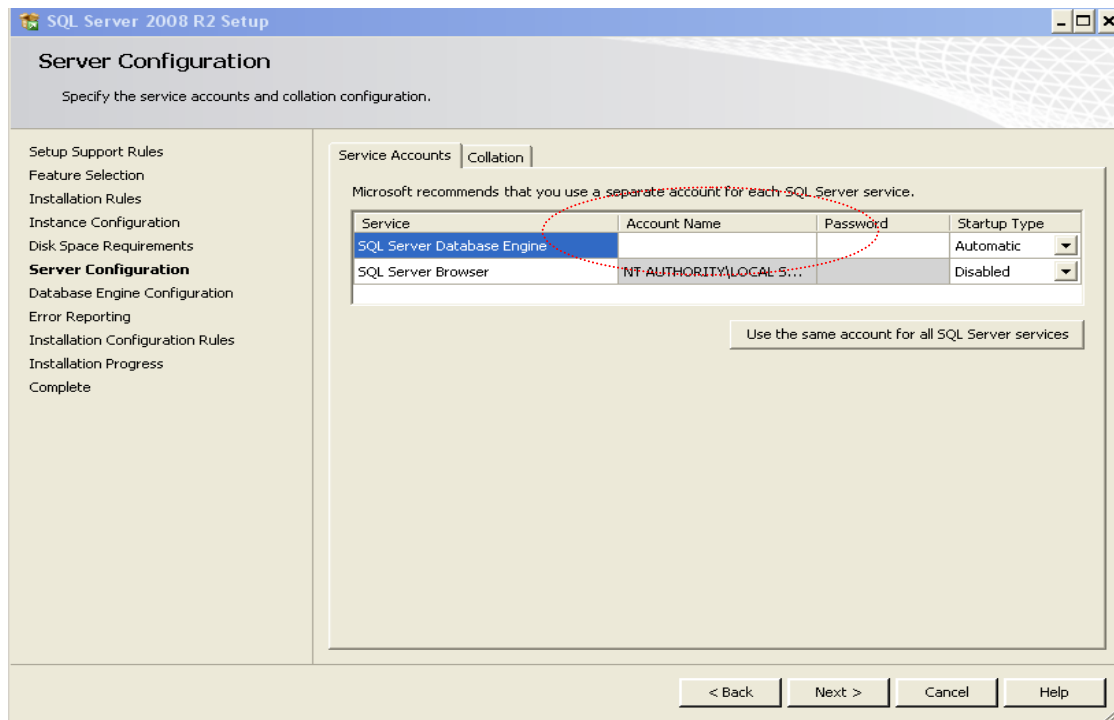 SQL Server 2008 R2 Setup
Server Configuration
Specify the service accounts and collation configuration.
Setup Support Rules
Feature Selection
Installation Rules
Instance Configuration
Disk Space Requirements
Server Configuration
Database Engine Configuration
Error Reporting
Installation Configuration Rules
Installation Progress
Complete
Service Accounts Collation
Microsoft recommends that you use a separate account for each SQL Server service.
Service Account Name Password Startup Type
SQL Server Database Engine Automatic
SQL Server Browser NT AUTHORITY\LOCAL S... Disabled
Use the same account for all SQL Server services
< Back Next > Cancel Help